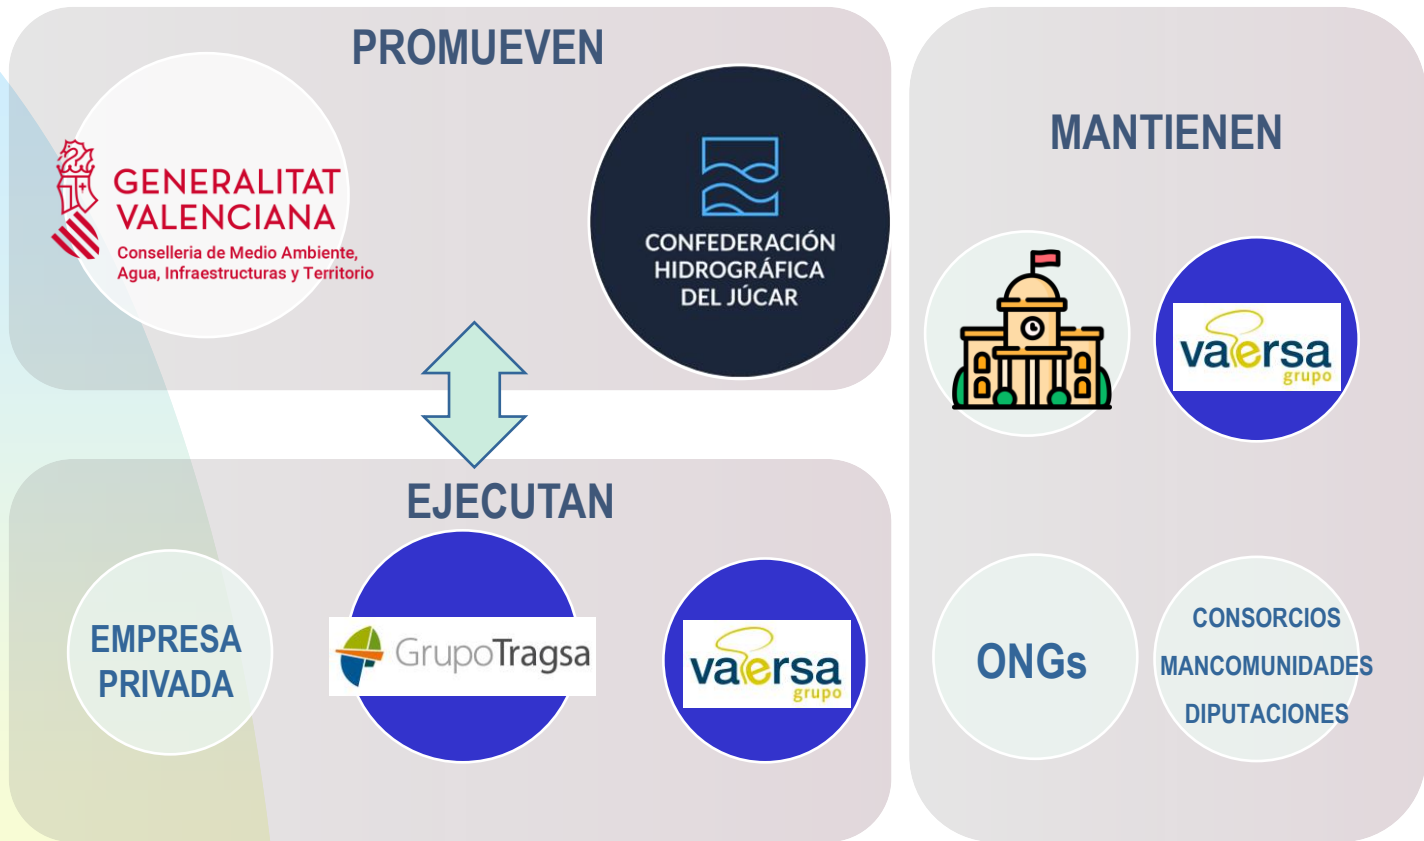 PROMUEVEN
GENERALITAT
VALENCIANA
Conselleria de Medio Ambiente,
Agua, Infraestructuras y Territorio
CONFEDERACIÓN
HIDROGRÁFICA
DEL JÚCAR
EJECUTAN
EMPRESA
PRIVADA
GrupoTragsa
vaersa
grupo
MANTIENEN
vaersa
grupo
ONGs
CONSORCIOS
MANCOMUNIDADES
DIPUTACIONES